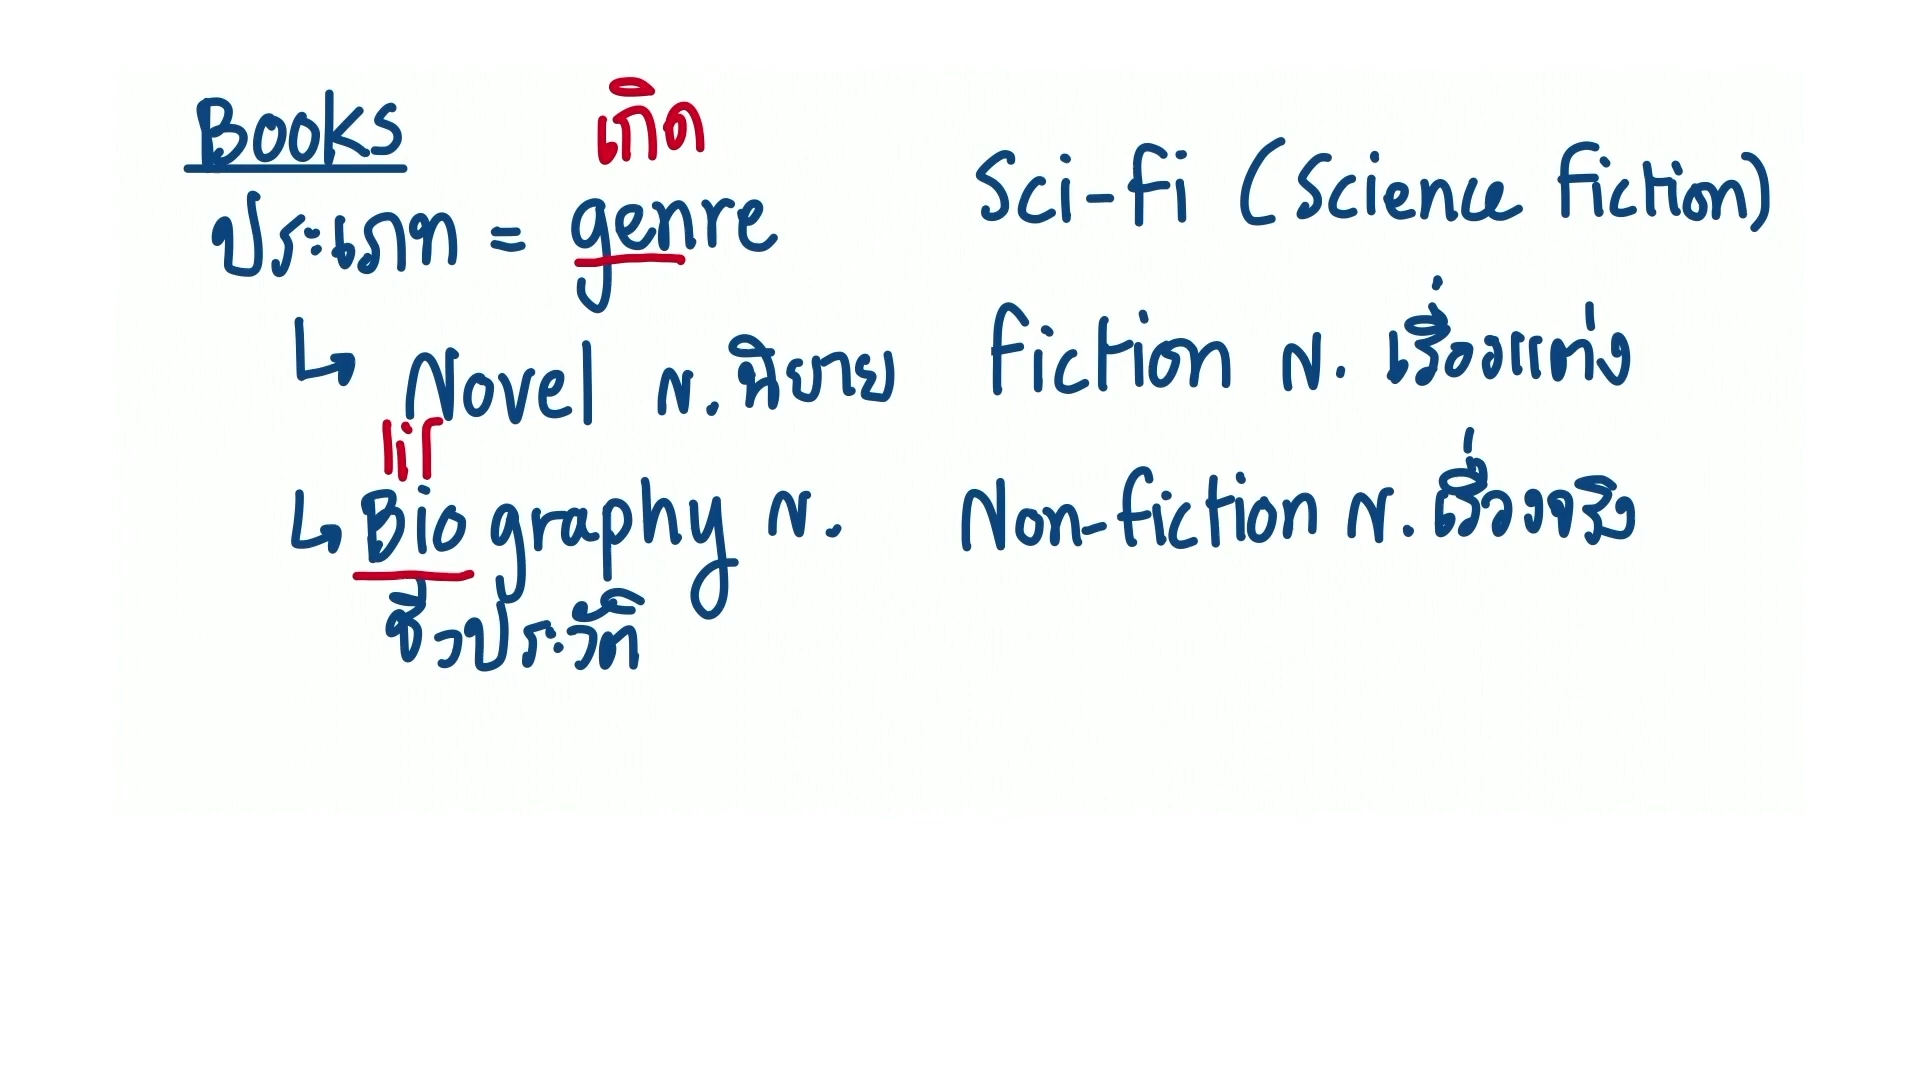 Books
เกิด
ประเภท = genre
↳ Novel n. นิยาย
↳ Biography n.
ชีวประวัติ
Sci-fi (Science fiction)
fiction n. เรื่องแต่ง
Non-fiction n. เรื่องจริง